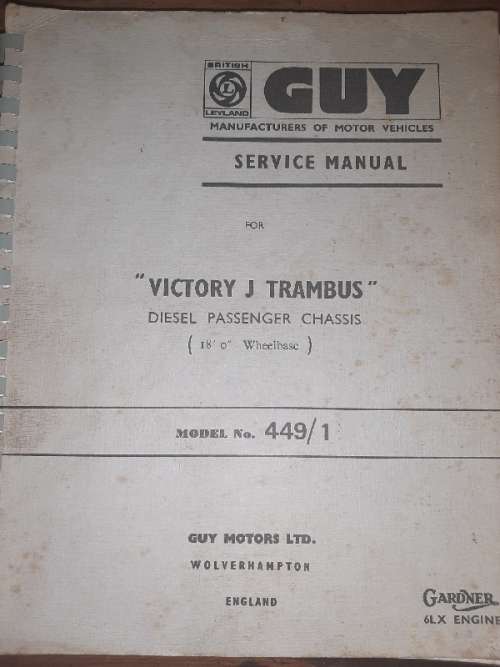 BRITISH
L
LEYLAND
GUY
MANUFACTURERS OF MOTOR VEHICLES
SERVICE MANUAL
FOR
"VICTORY J TRAMBUS"
DIESEL PASSENGER CHASSIS
( 18' 0" Wheelbase )
MODEL No. 449/1
GUY MOTORS LTD.
WOLVERHAMPTON
ENGLAND
GARDNER
6LX ENGINE